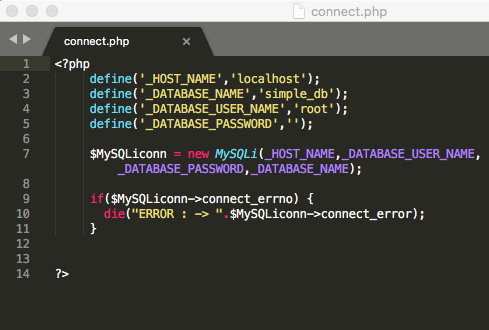 connect.php
connect.php ×
1 <?php
2 define('_HOST_NAME','localhost');
3 define('_DATABASE_NAME','simple_db');
4 define('_DATABASE_USER_NAME','root');
5 define('_DATABASE_PASSWORD','');
6
7 $MySQLiconn = new MySQLi(_HOST_NAME,_DATABASE_USER_NAME,
_DATABASE_PASSWORD,_DATABASE_NAME);
8
9 if($MySQLiconn->connect_errno) {
10 die("ERROR : -> ".$MySQLiconn->connect_error);
11 }
12
13
14 ?>